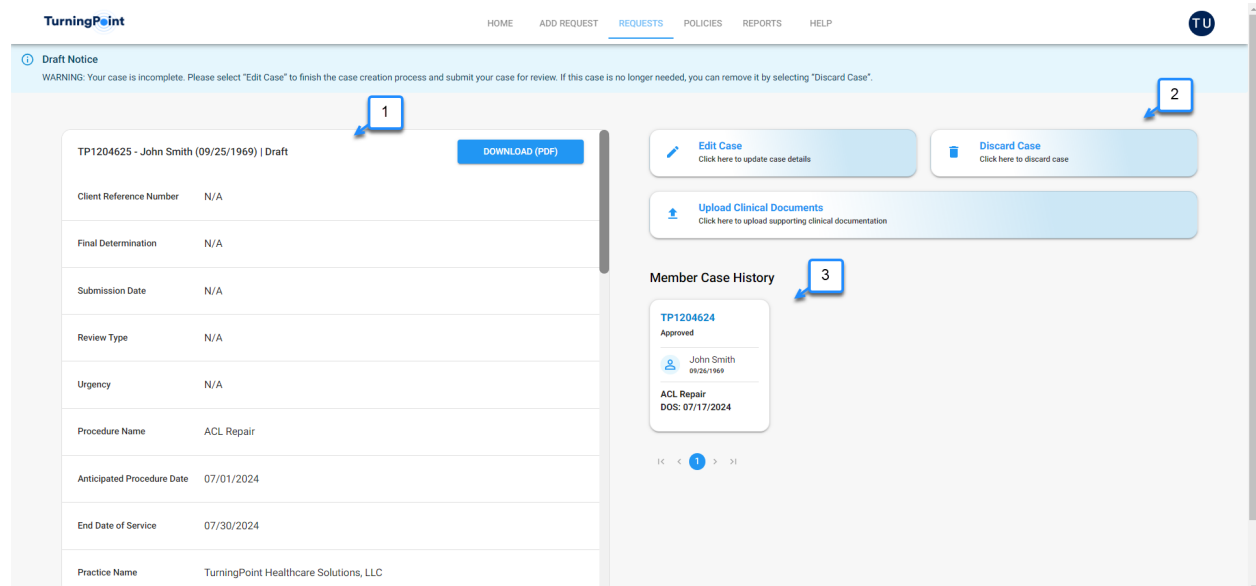 TurningPoint
HOME ADD REQUEST REQUESTS POLICIES REPORTS HELP
TU
Draft Notice
WARNING: Your case is incomplete. Please select "Edit Case" to finish the case creation process and submit your case for review. If this case is no longer needed, you can remove it by selecting "Discard Case".
1
TP1204625 - John Smith (09/25/1969) | Draft
DOWNLOAD (PDF)
Client Reference Number N/A
Final Determination N/A
Submission Date N/A
Review Type N/A
Urgency N/A
Procedure Name ACL Repair
Anticipated Procedure Date 07/01/2024
End Date of Service 07/30/2024
Practice Name TurningPoint Healthcare Solutions, LLC
2
Edit Case
Click here to update case details
Discard Case
Click here to discard case
Upload Clinical Documents
Click here to upload supporting clinical documentation
Member Case History
3
TP1204624
Approved
John Smith
09/26/1969
ACL Repair
DOS: 07/17/2024
1